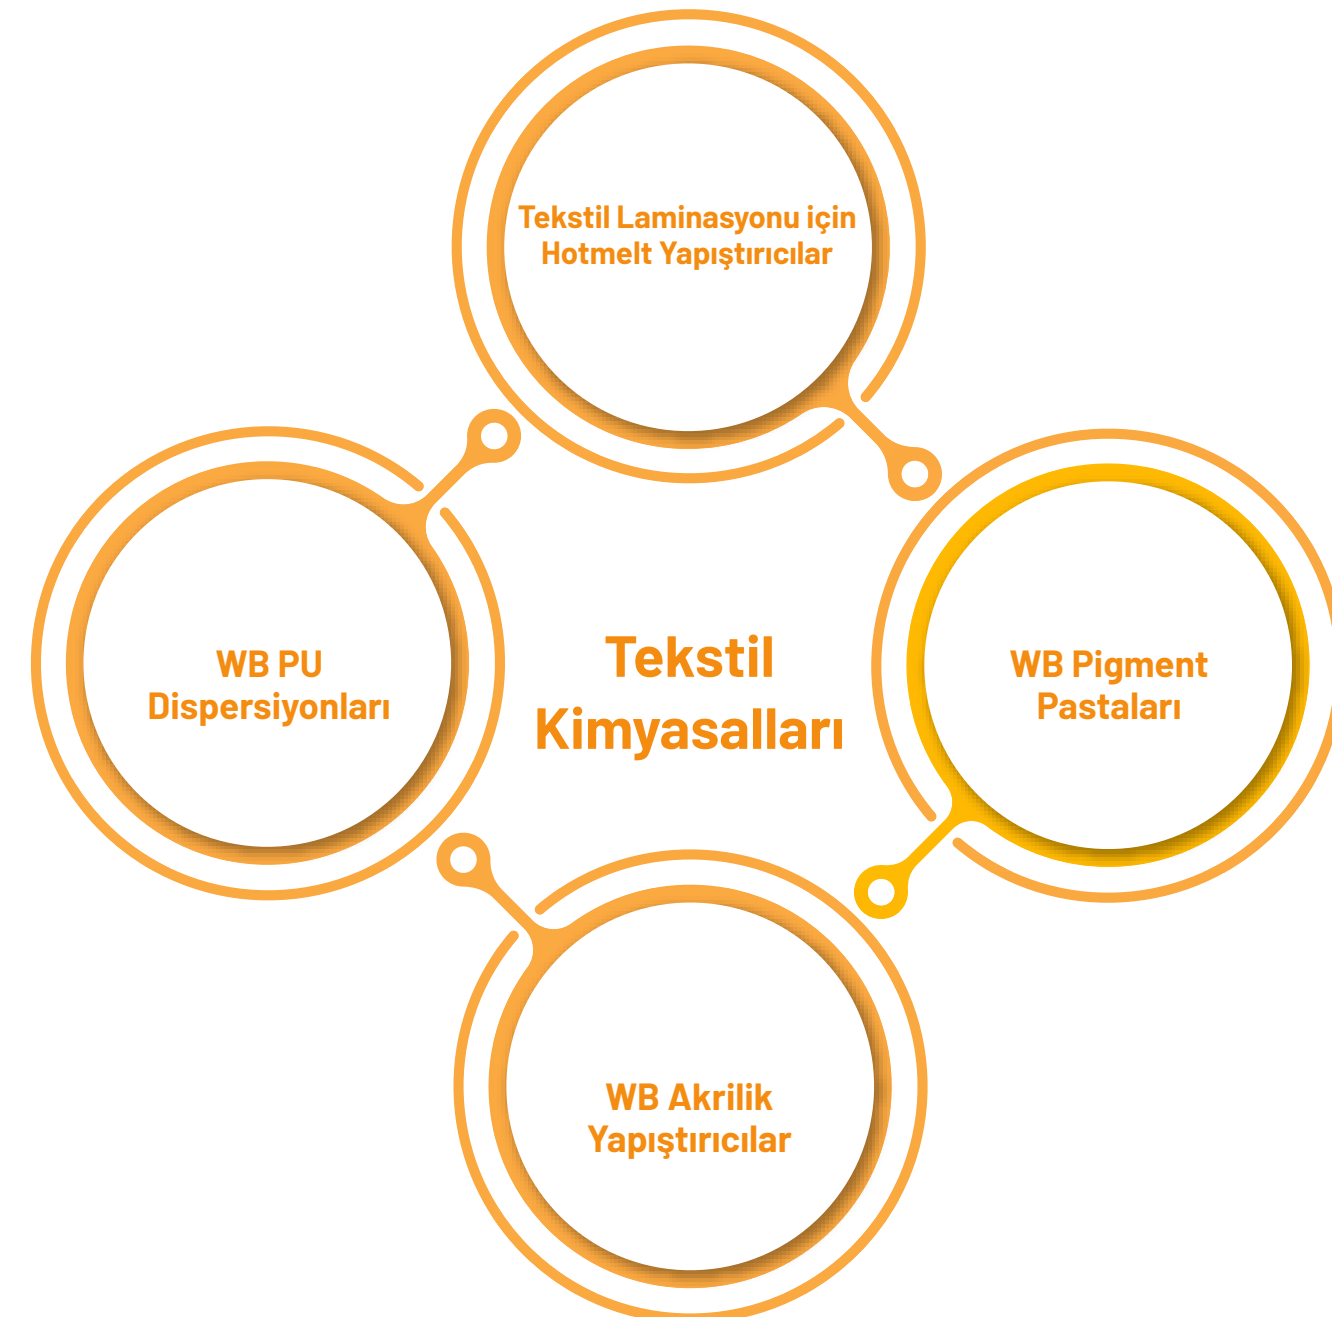 Tekstil Laminasyonu için
Hotmelt Yapıştırıcılar
WB PU
Dispersiyonları
Tekstil
Kimyasalları
WB Pigment
Pastaları
WB Akrilik
Yapıştırıcılar